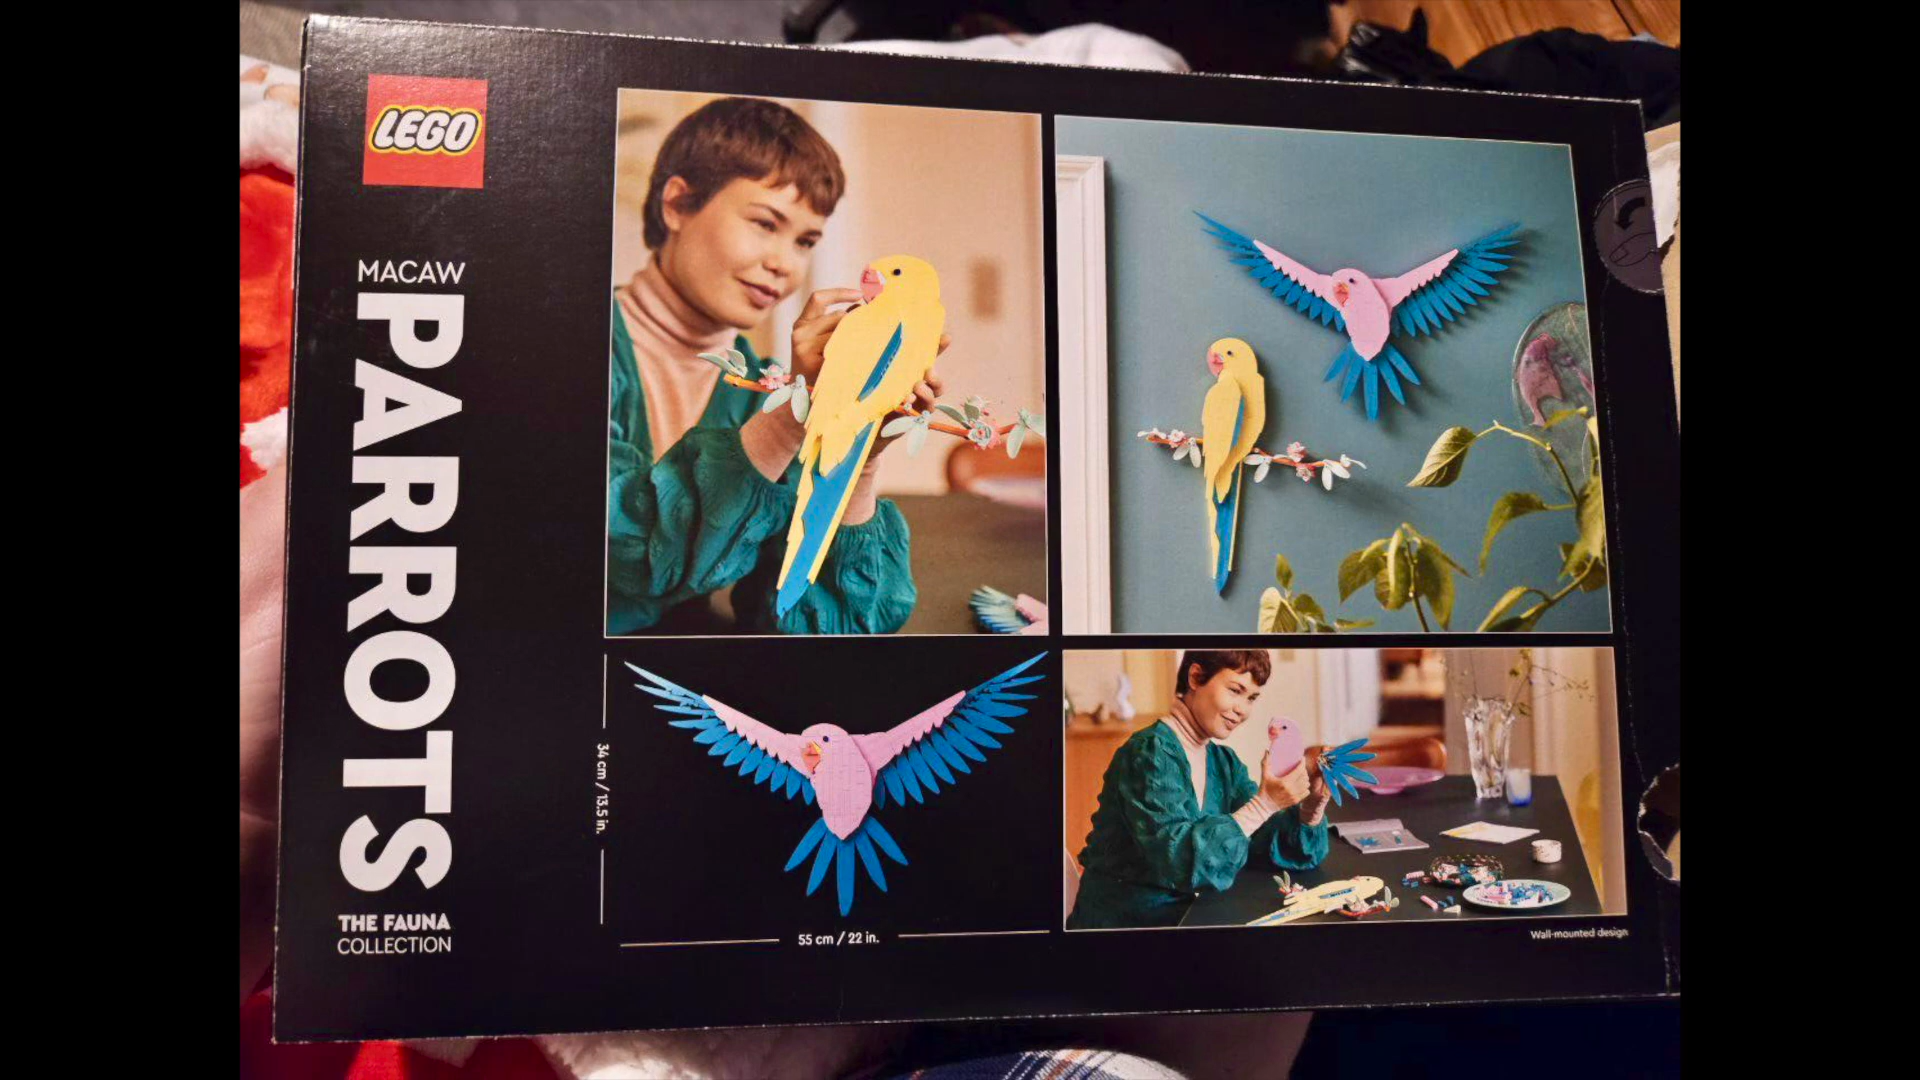 LEGO
MACAW
PARROTS
THE FAUNA
COLLECTION
34 cm / 13.5 in.
55 cm / 22 in.
Wall-mounted design